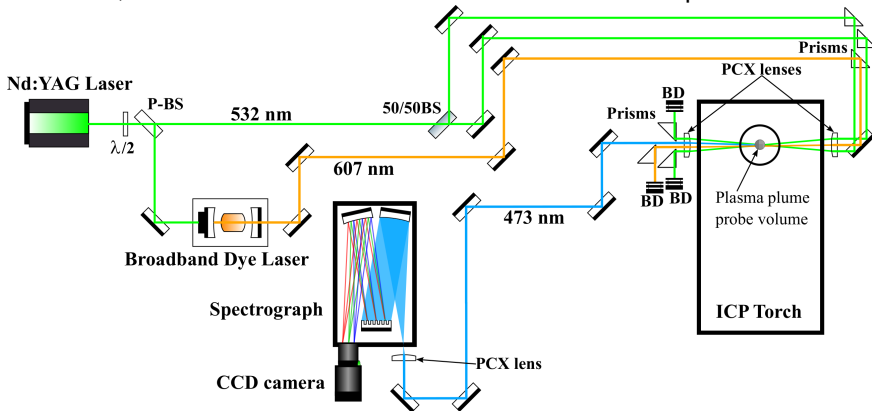 Nd:YAG Laser
P-BS
λ/2
532 nm
50/50BS
Prisms
PCX lenses
BD
BD
Prisms
607 nm
BD
BD
Plasma plume
probe volume
473 nm
Broadband Dye Laser
Spectrograph
ICP Torch
PCX lens
CCD camera